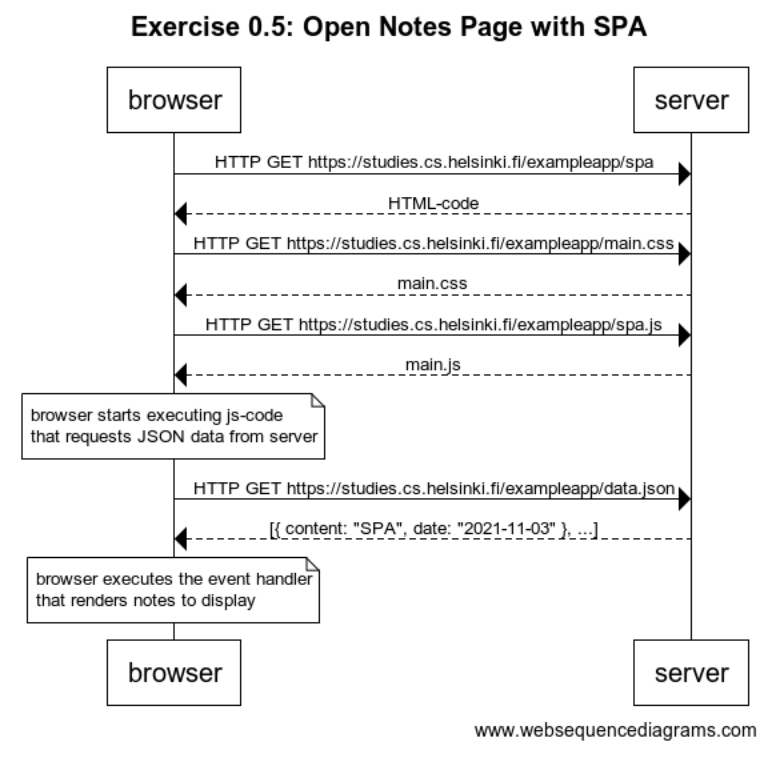 Exercise 0.5: Open Notes Page with SPA
browser
server
HTTP GET https://studies.cs.helsinki.fi/exampleapp/spa
HTML-code
HTTP GET https://studies.cs.helsinki.fi/exampleapp/main.css
main.css
HTTP GET https://studies.cs.helsinki.fi/exampleapp/spa.js
main.js
browser starts executing js-code
that requests JSON data from server
HTTP GET https://studies.cs.helsinki.fi/exampleapp/data.json
[{ content: "SPA", date: "2021-11-03" }, ...]
browser executes the event handler
that renders notes to display
browser
server
www.websequencediagrams.com